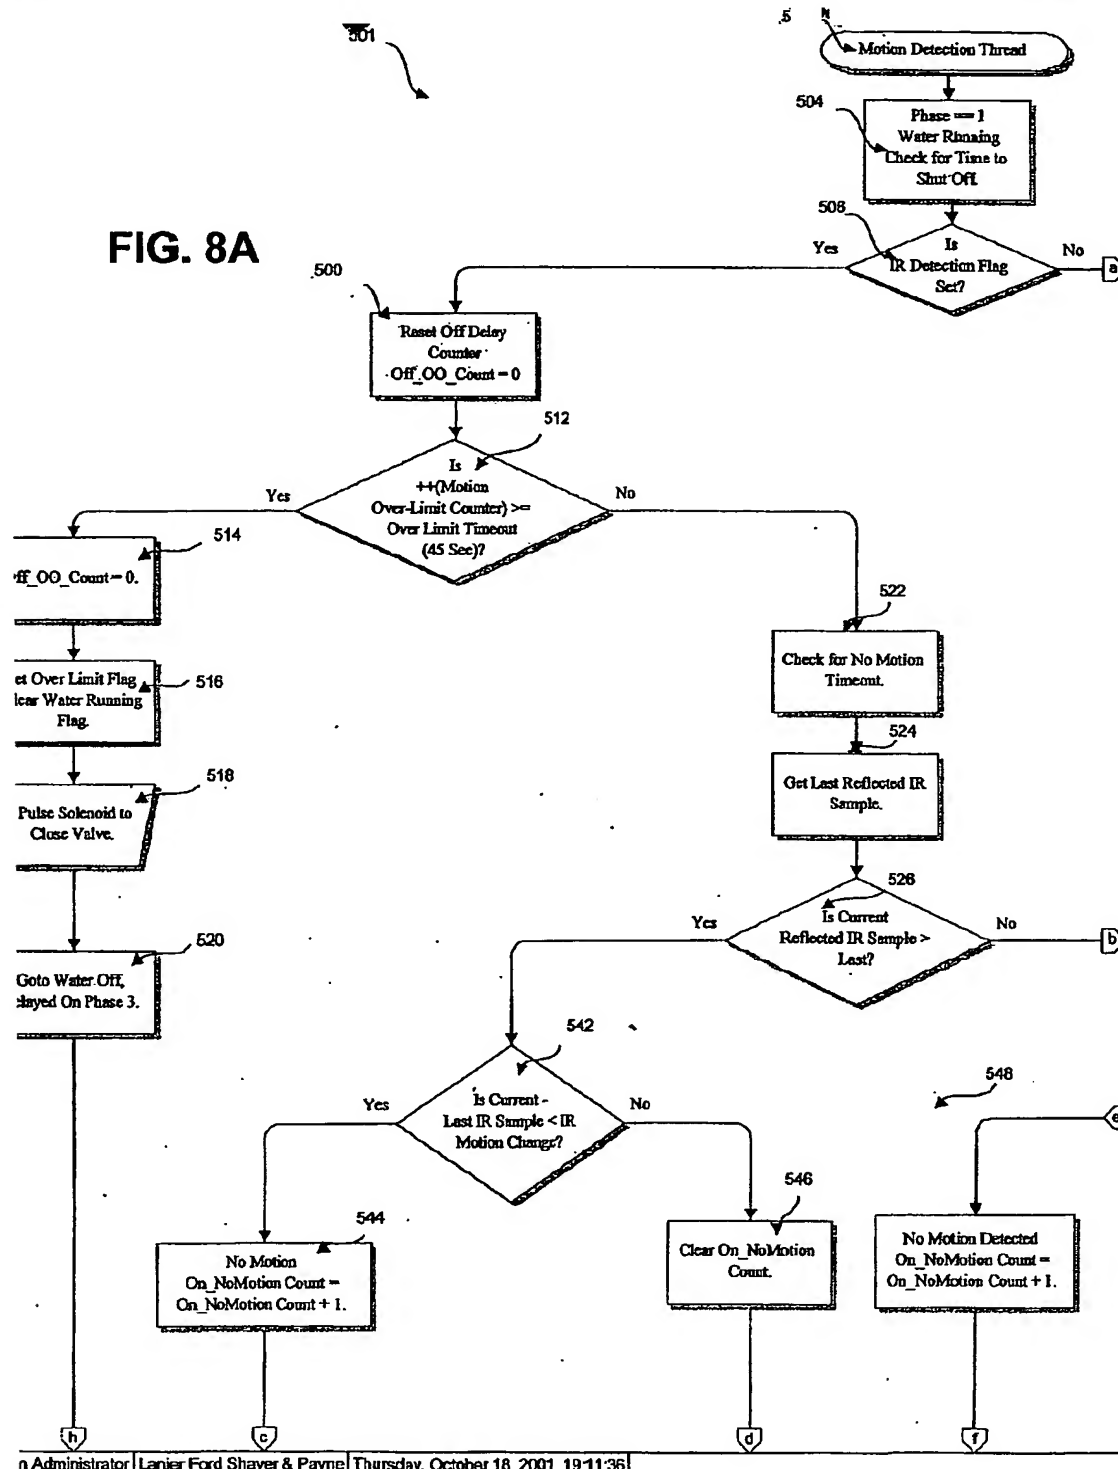 501
.5 N
Motion Detection Thread
504
Phase == 1
Water Running
Check for Time to
Shut Off.
FIG. 8A
508
Yes
Is
IR Detection Flag
Set?
No
a
500
Reset Off Delay
Counter
Off_OO_Count = 0
512
Is
++(Motion
Over-Limit Counter) >=
Over Limit Timeout
(45 Sec)?
Yes
No
514
ff_OO_Count = 0.
522
Check for No Motion
Timeout.
et Over Limit Flag
lear Water Running
Flag.
516
524
Get Last Reflected IR
Sample.
518
Pulse Solenoid to
Close Valve.
526
Yes
Is Current
Reflected IR Sample >
Last?
No
b
520
Goto Water Off,
elayed On Phase 3.
542
Yes
Is Current -
Last IR Sample < IR
Motion Change?
No
548
e
544
No Motion
On_NoMotion Count =
On_NoMotion Count + 1.
546
Clear On_NoMotion
Count.
No Motion Detected
On_NoMotion Count =
On_NoMotion Count + 1.
h
c
d
f
n Administrator Lanier Ford Shaver & Payne Thursday, October 18, 2001 19:11:36